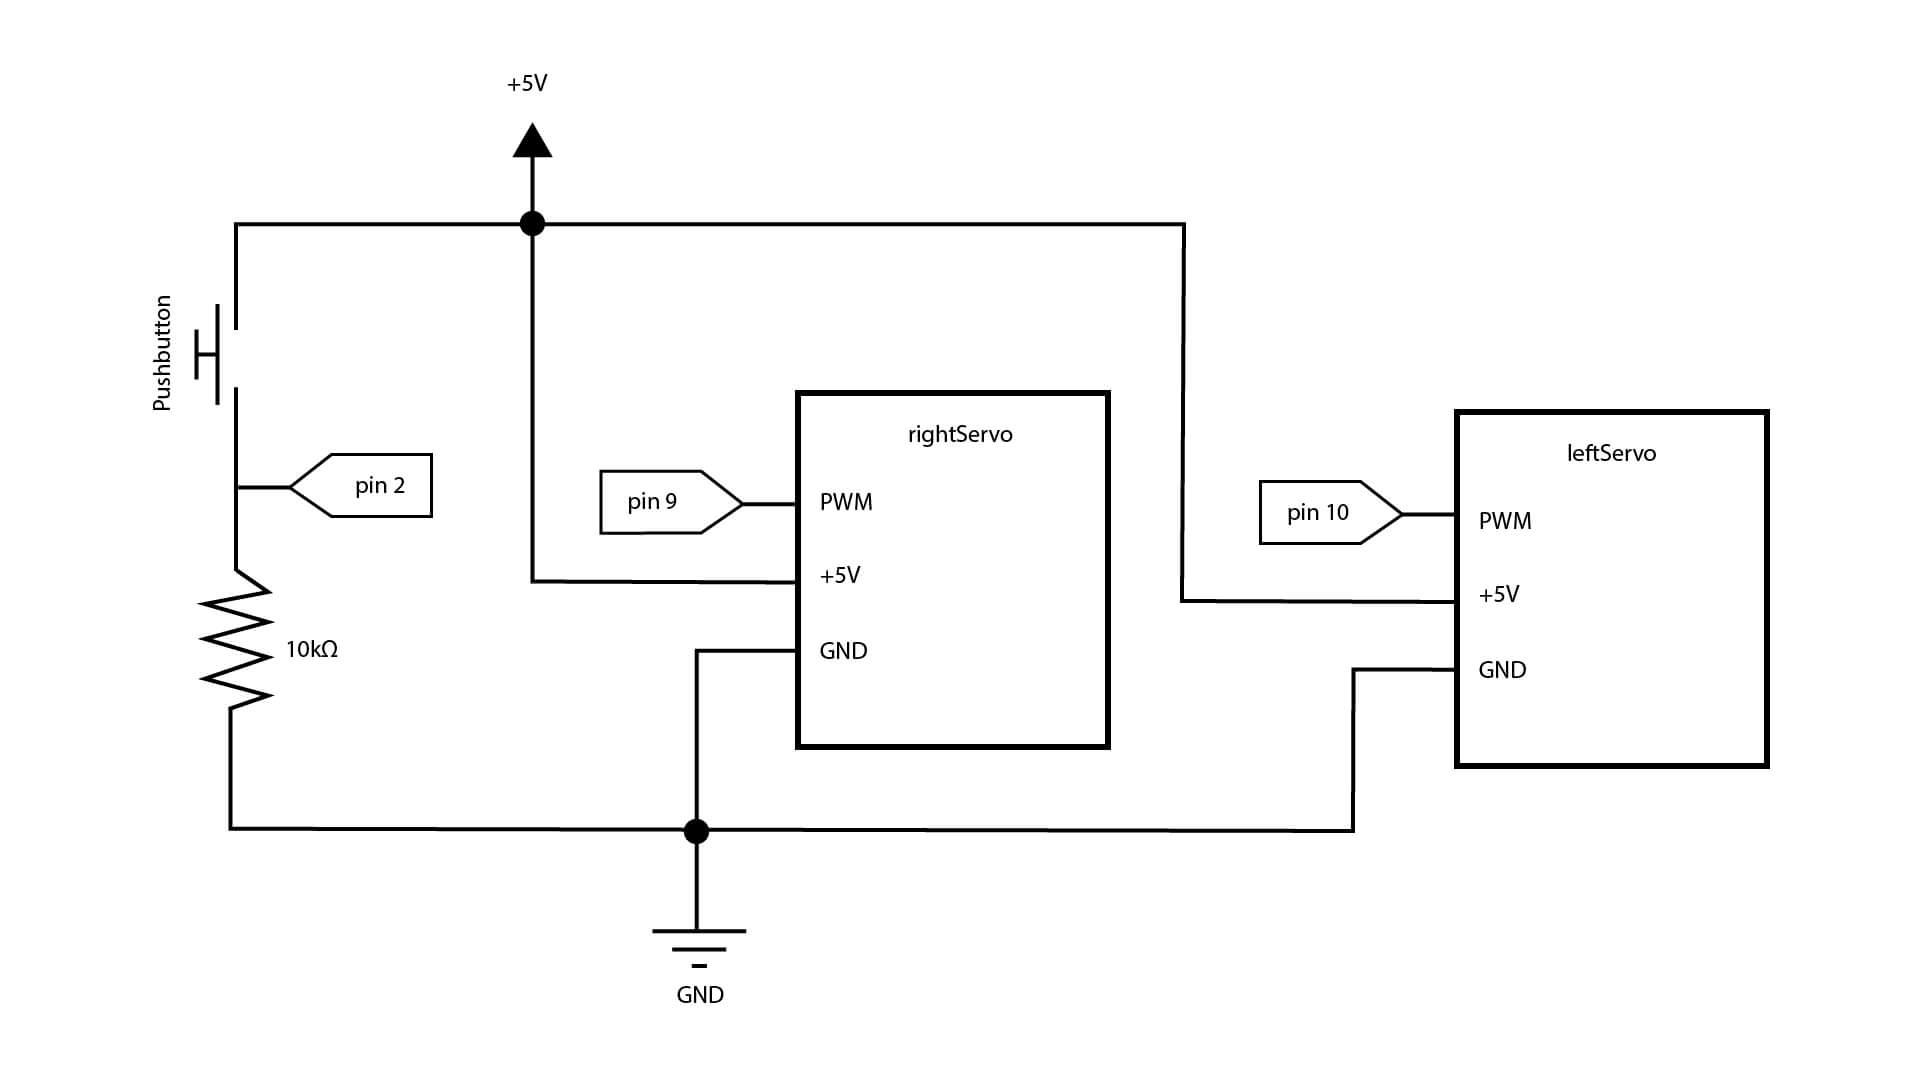 +5V
Pushbutton
rightServo
leftServo
pin 2
pin 9
PWM
pin 10
PWM
+5V
+5V
10kΩ
GND
GND
GND